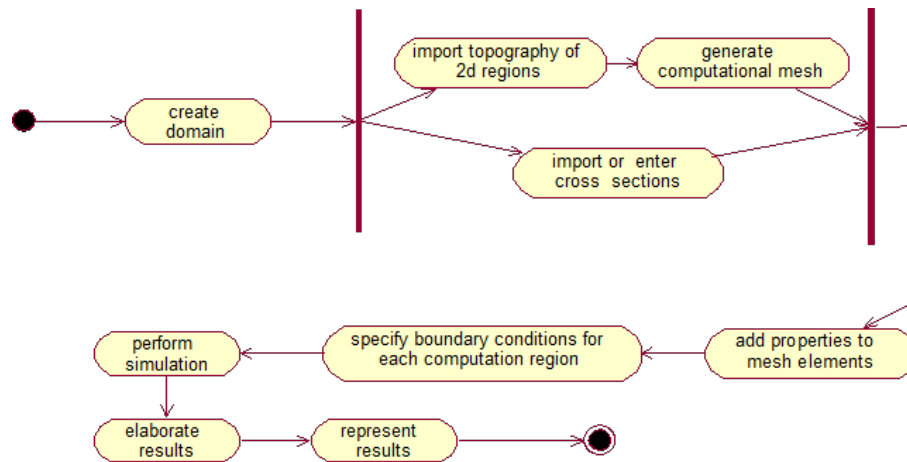 import topography of
2d regions
generate
computational mesh
create
domain
import or enter
cross sections
perform
simulation
specify boundary conditions for
each computation region
add properties to
mesh elements
elaborate
results
represent
results